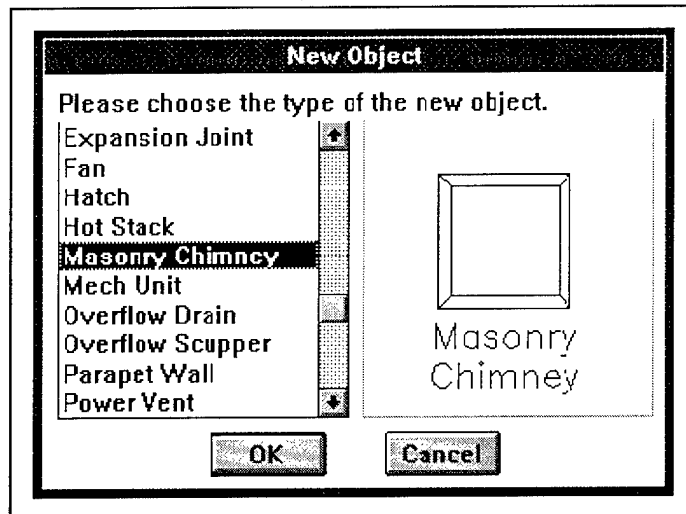 New Object
Please choose the type of the new object.
Expansion Joint
Fan
Hatch
Hot Stack
Masonry Chimney
Mech Unit
Overflow Drain
Overflow Scupper
Parapet Wall
Power Vent
Masonry
Chimney
OK
Cancel